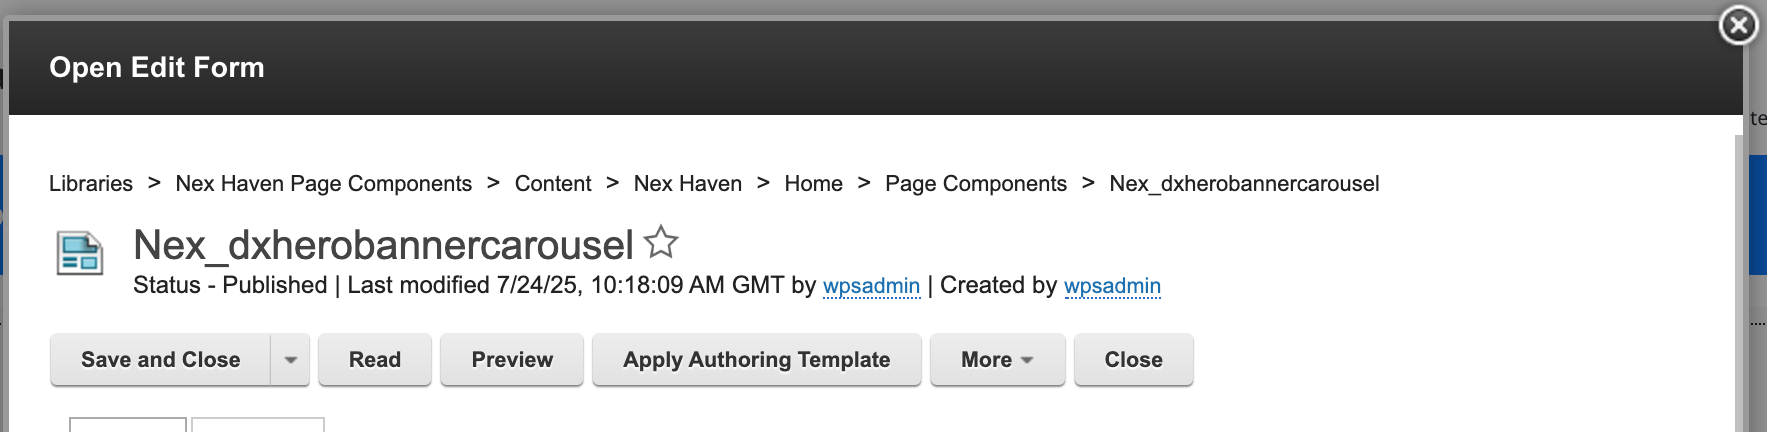 Open Edit Form
te
Libraries > Nex Haven Page Components > Content > Nex Haven > Home > Page Components > Nex_dxherobannercarousel
Nex_dxherobannercarousel
Status - Published | Last modified 7/24/25, 10:18:09 AM GMT by wpsadmin | Created by wpsadmin
Save and Close Read Preview Apply Authoring Template More Close